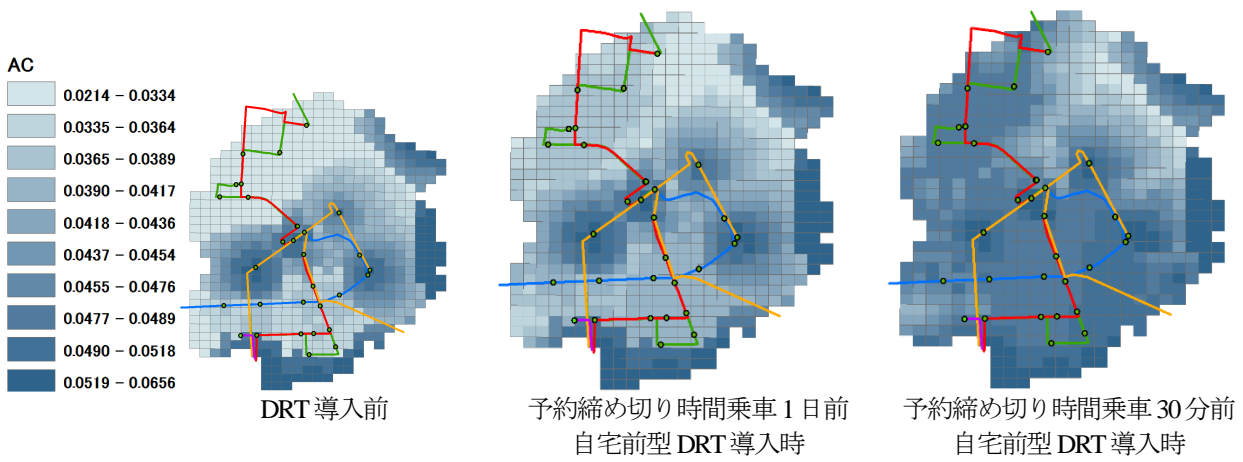 AC
0.0214 – 0.0334
0.0335 – 0.0364
0.0365 – 0.0389
0.0390 – 0.0417
0.0418 – 0.0436
0.0437 – 0.0454
0.0455 – 0.0476
0.0477 – 0.0489
0.0490 – 0.0518
0.0519 – 0.0656
DRT 導入前
予約締め切り時間乗車 1 日前
自宅前型 DRT 導入時
予約締め切り時間乗車 30 分前
自宅前型 DRT 導入時